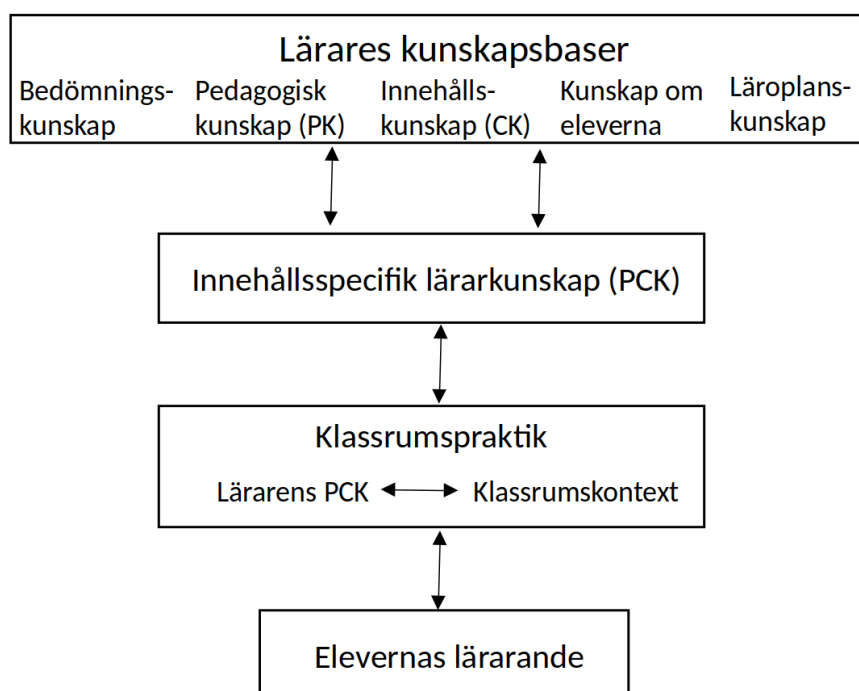 Lärares kunskapsbaser
Bedömnings-
kunskap
Pedagogisk
kunskap (PK)
Innehålls-
kunskap (CK)
Kunskap om
eleverna
Läroplans-
kunskap
Innehållsspecifik lärarkunskap (PCK)
Klassrumspraktik
Lärarens PCK
Klassrumskontext
Elevernas lärarande